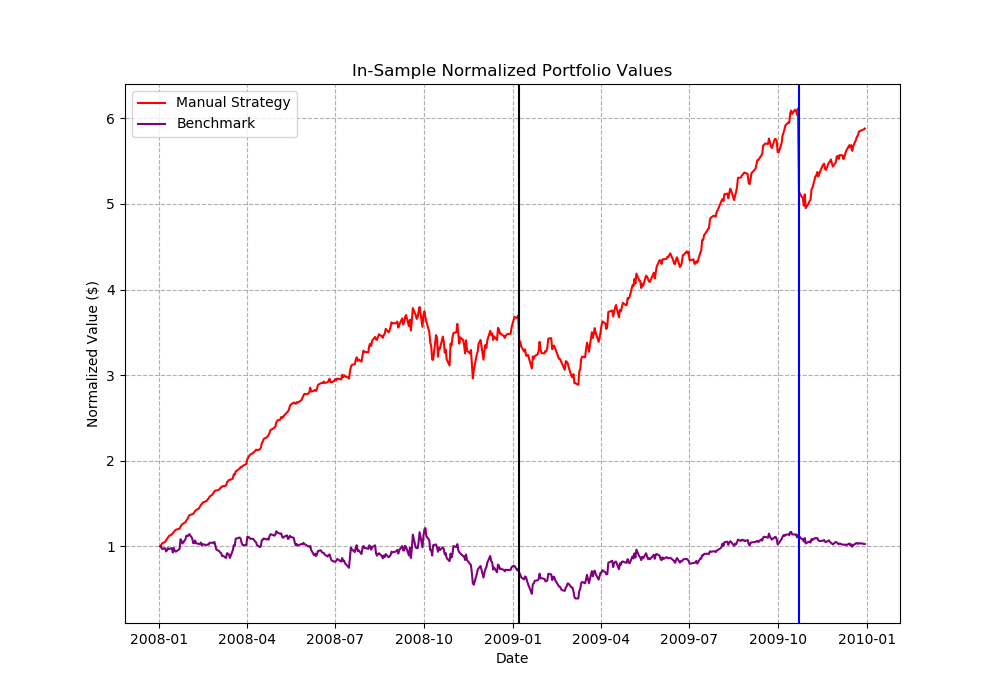 In-Sample Normalized Portfolio Values
Manual Strategy
Benchmark
Normalized Value ($)
6
5
4
3
2
1
2008-01 2008-04 2008-07 2008-10 2009-01 2009-04 2009-07 2009-10 2010-01
Date